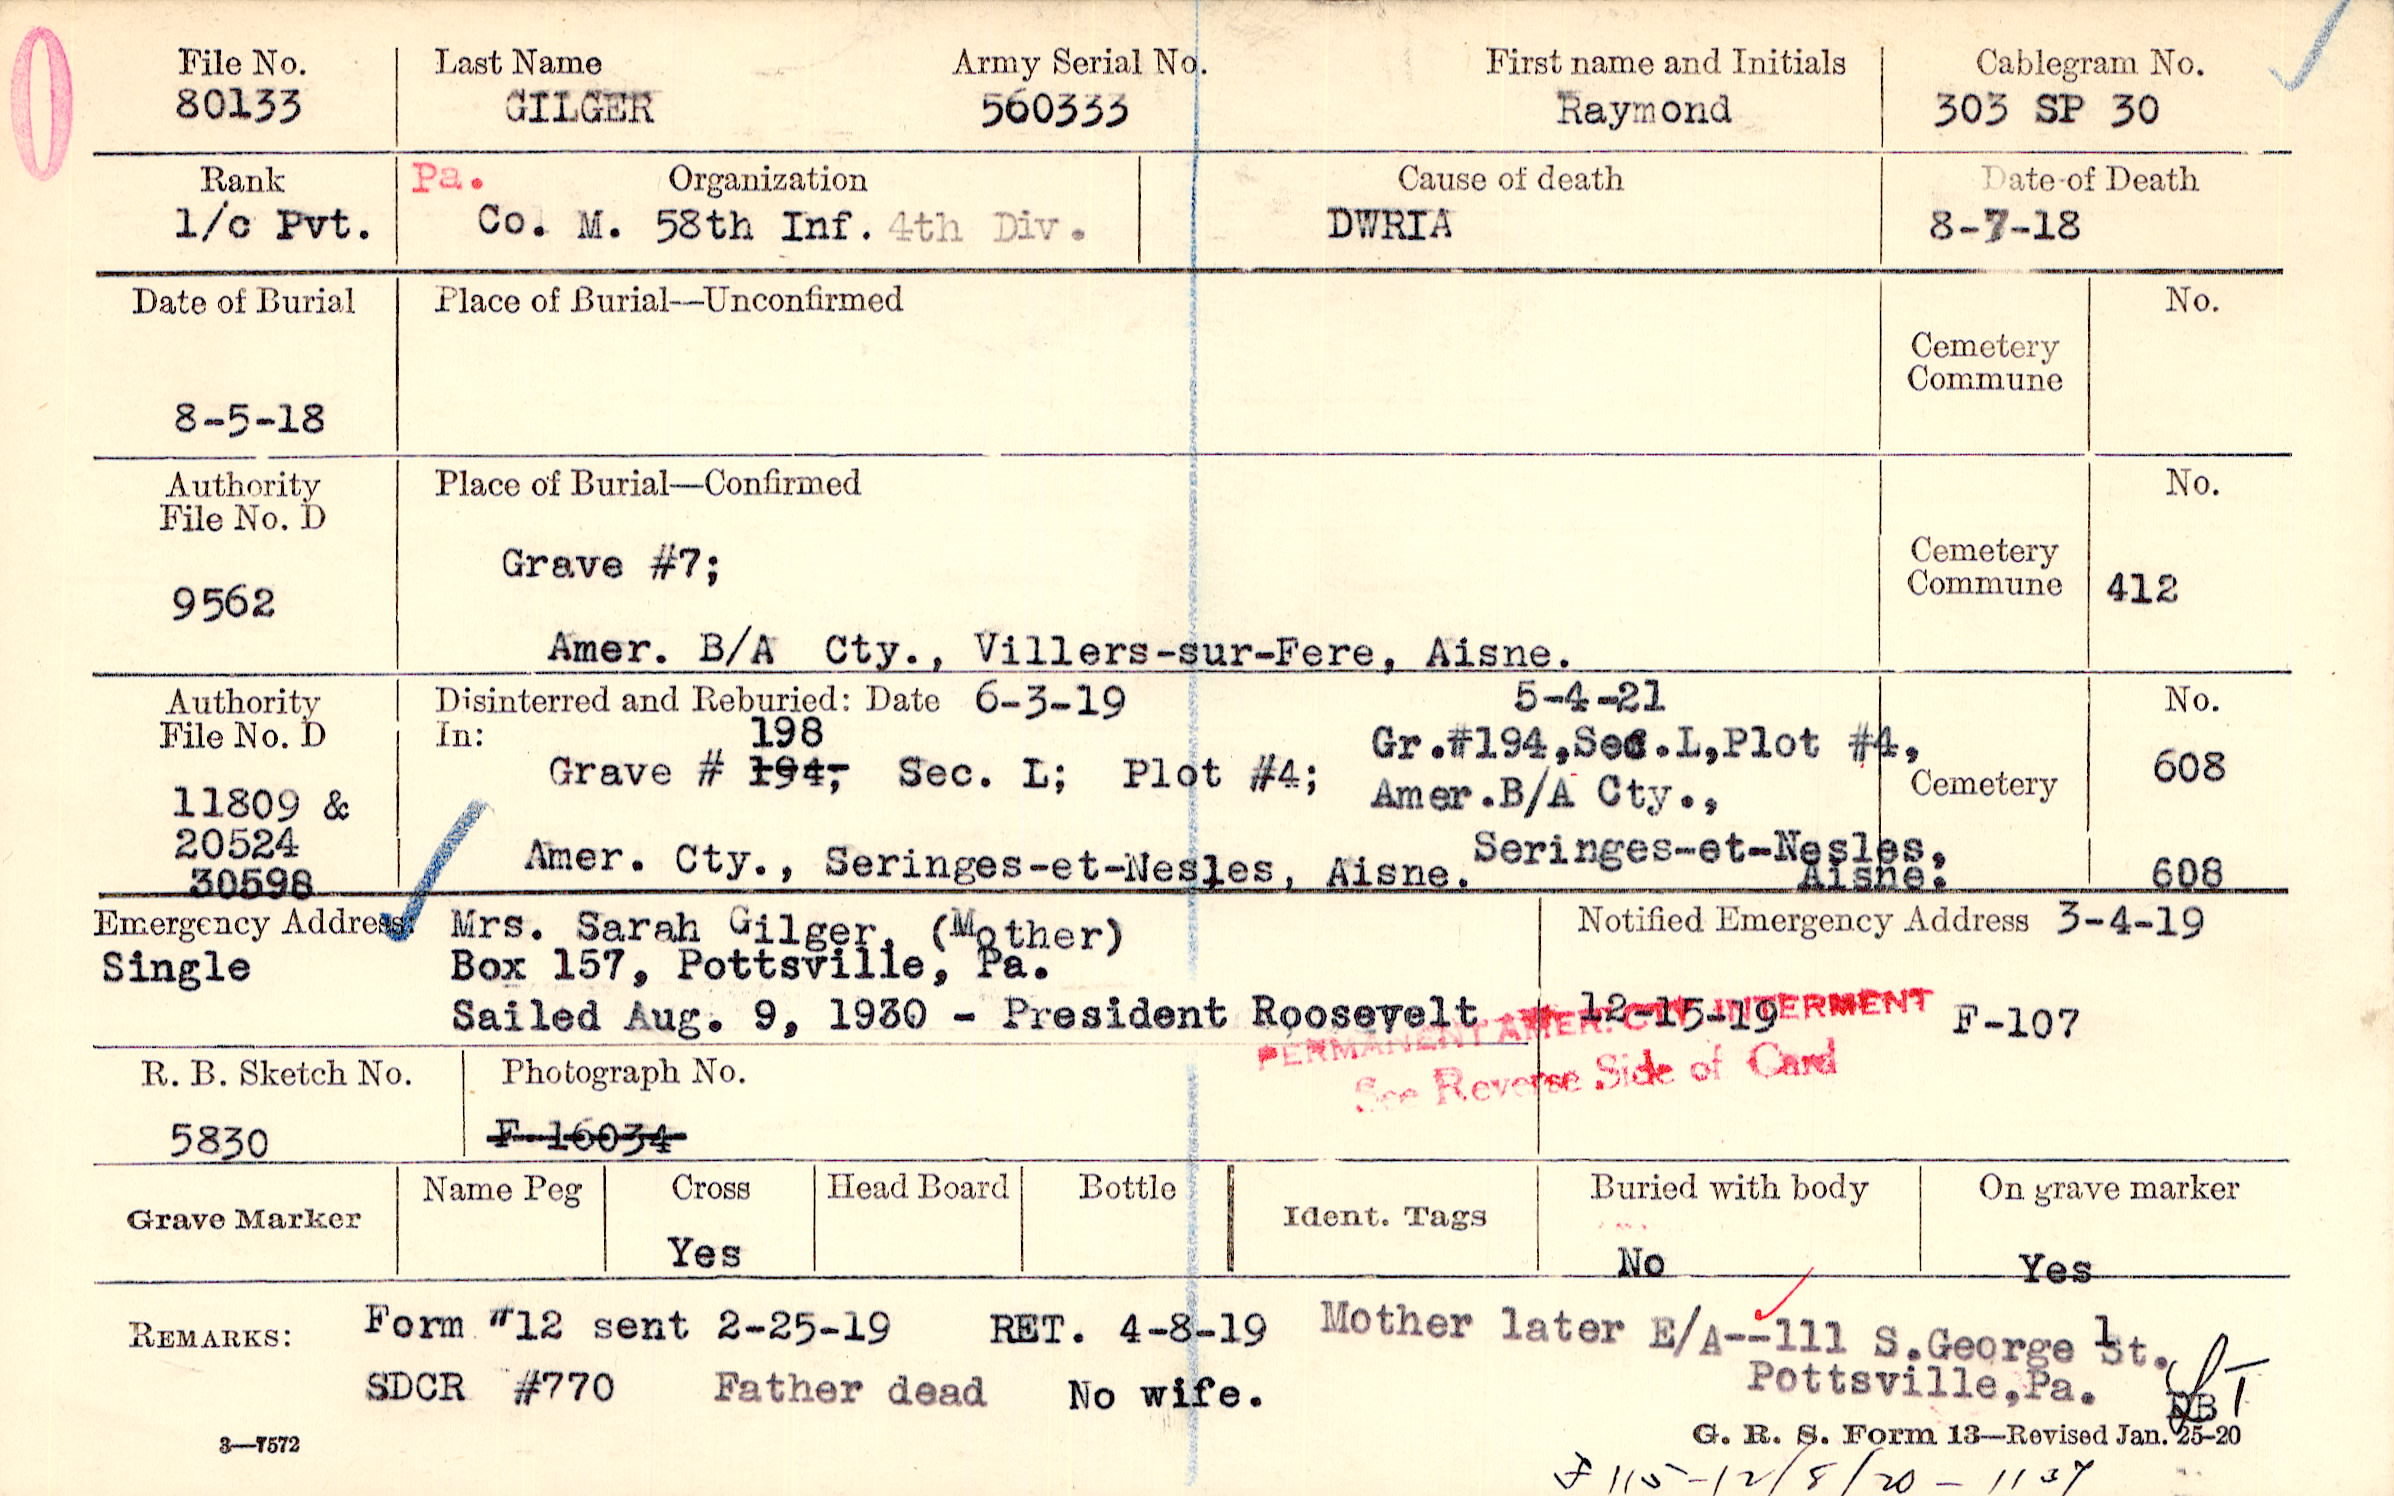 File No. Last Name Army Serial No. First name and Initials Cablegram No.
80133 GILGER 560333 Raymond 303 SP 30
Rank Pa. Organization Cause of death Date of Death
1/c Pvt. Co. M. 58th Inf. 4th Div. DWRIA 8-7-18
Date of Burial Place of Burial—Unconfirmed No.
Cemetery
Commune
8-5-18
Authority Place of Burial—Confirmed No.
File No. D
Grave #7; Cemetery
9562 Commune 412
Amer. B/A Cty., Villers-sur-Fere, Aisne.
Authority Disinterred and Reburied: Date 6-3-19 5-4-21 No.
File No. D In: 198 Gr.#194,Sec.L,Plot #4,
Grave # 194; Sec. L; Plot #4; Amer.B/A Cty., Cemetery 608
11809 &
20524 Amer. Cty., Seringes-et-Nesles, Aisne. Seringes-et-Nesles,
30598 Aisne. 608
Emergency Address Mrs. Sarah Gilger, (Mother) Notified Emergency Address 3-4-19
Single Box 157, Pottsville, Pa.
Sailed Aug. 9, 1930 - President Roosevelt 12-15-19 F-107
PERMANENT AMER. CTY. INTERMENT
See Reverse Side of Card
R. B. Sketch No. Photograph No.
5830 F-16034
Grave Marker Name Peg Cross Head Board Bottle Ident. Tags Buried with body On grave marker
Yes No Yes
REMARKS: Form #12 sent 2-25-19 RET. 4-8-19 Mother later E/A--111 S.George St.
SDCR #770 Father dead No wife. Pottsville,Pa.
3—7572 G. R. S. Form 13—Revised Jan. 25-20